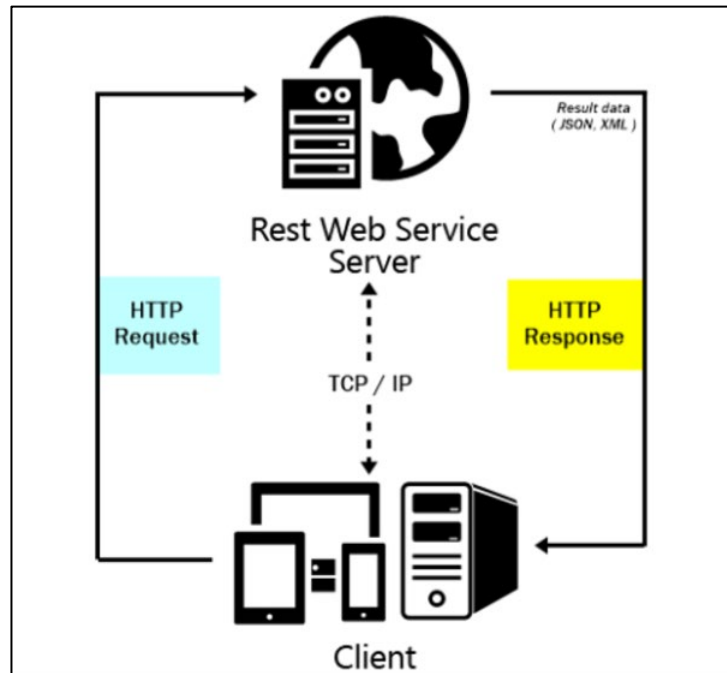 Result data
( JSON, XML )
Rest Web Service
Server
HTTP
Request
HTTP
Response
TCP / IP
Client